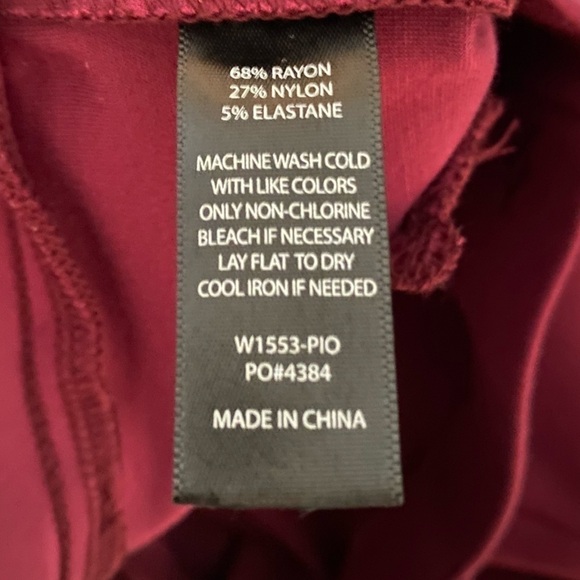 68% RAYON
27% NYLON
5% ELASTANE
MACHINE WASH COLD
WITH LIKE COLORS
ONLY NON-CHLORINE
BLEACH IF NECESSARY
LAY FLAT TO DRY
COOL IRON IF NEEDED
W1553-PIO
PO#4384
MADE IN CHINA